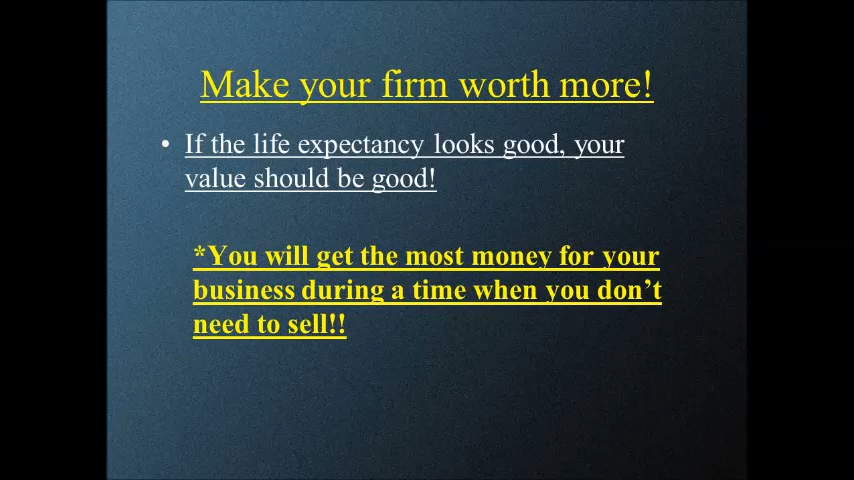 Make your firm worth more!
• If the life expectancy looks good, your
value should be good!
*You will get the most money for your
business during a time when you don’t
need to sell!!